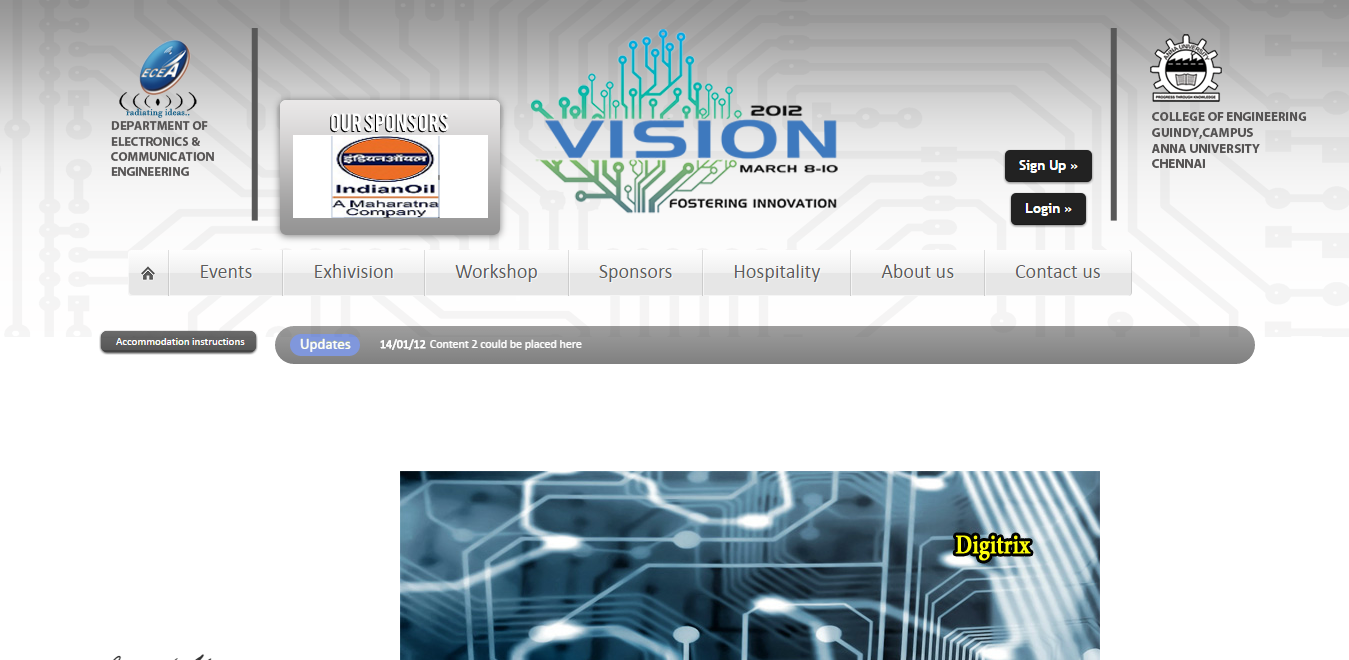 ECEA
radiating ideas..
DEPARTMENT OF
ELECTRONICS &
COMMUNICATION
ENGINEERING
OUR SPONSORS
इंडियनऑयल
IndianOil
A Maharatna
Company
2012
VISION
MARCH 8-10
FOSTERING INNOVATION
Sign Up »
Login »
ANNA UNIVERSITY
PROGRESS THROUGH KNOWLEDGE
COLLEGE OF ENGINEERING
GUINDY,CAMPUS
ANNA UNIVERSITY
CHENNAI
Events
Exhivision
Workshop
Sponsors
Hospitality
About us
Contact us
Accommodation instructions
Updates
14/01/12 Content 2 could be placed here
Digitrix